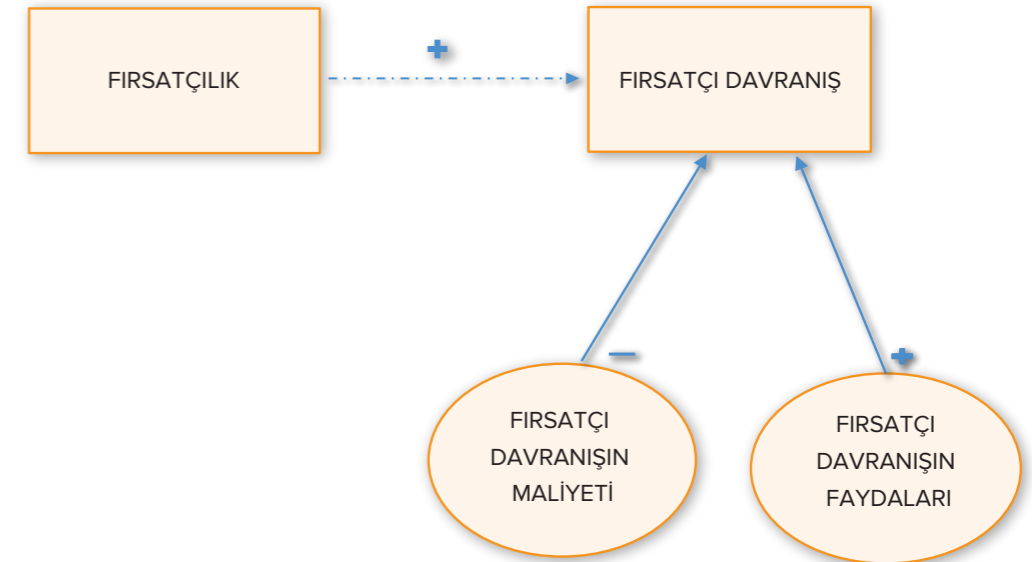 +
FIRSATÇILIK
FIRSATÇI DAVRANIŞ
−
+
FIRSATÇI
DAVRANIŞIN
MALİYETİ
FIRSATÇI
DAVRANIŞIN
FAYDALARI